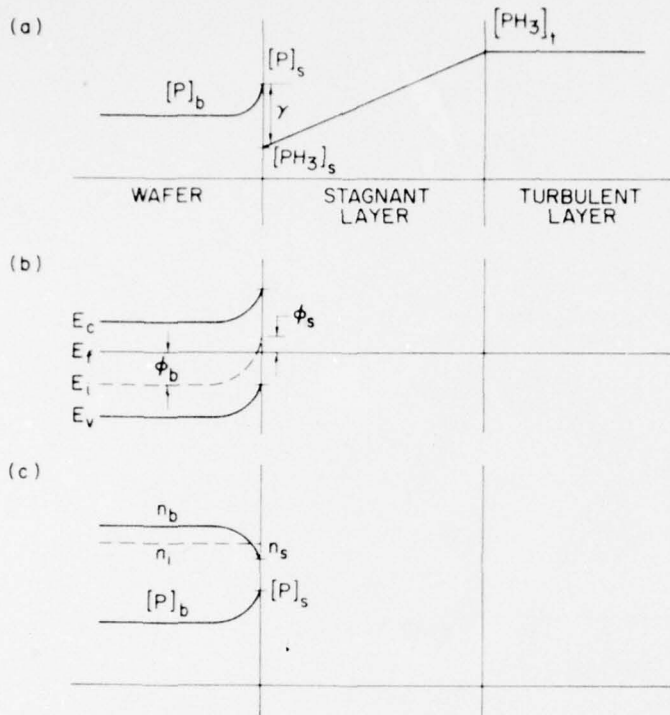 (a)
[PH3]t
[P]s
[P]b
γ
[PH3]s
WAFER
STAGNANT LAYER
TURBULENT LAYER
(b)
Ec
Ef
Ei
Ev
ϕb
ϕs
(c)
nb
ni
ns
[P]b
[P]s